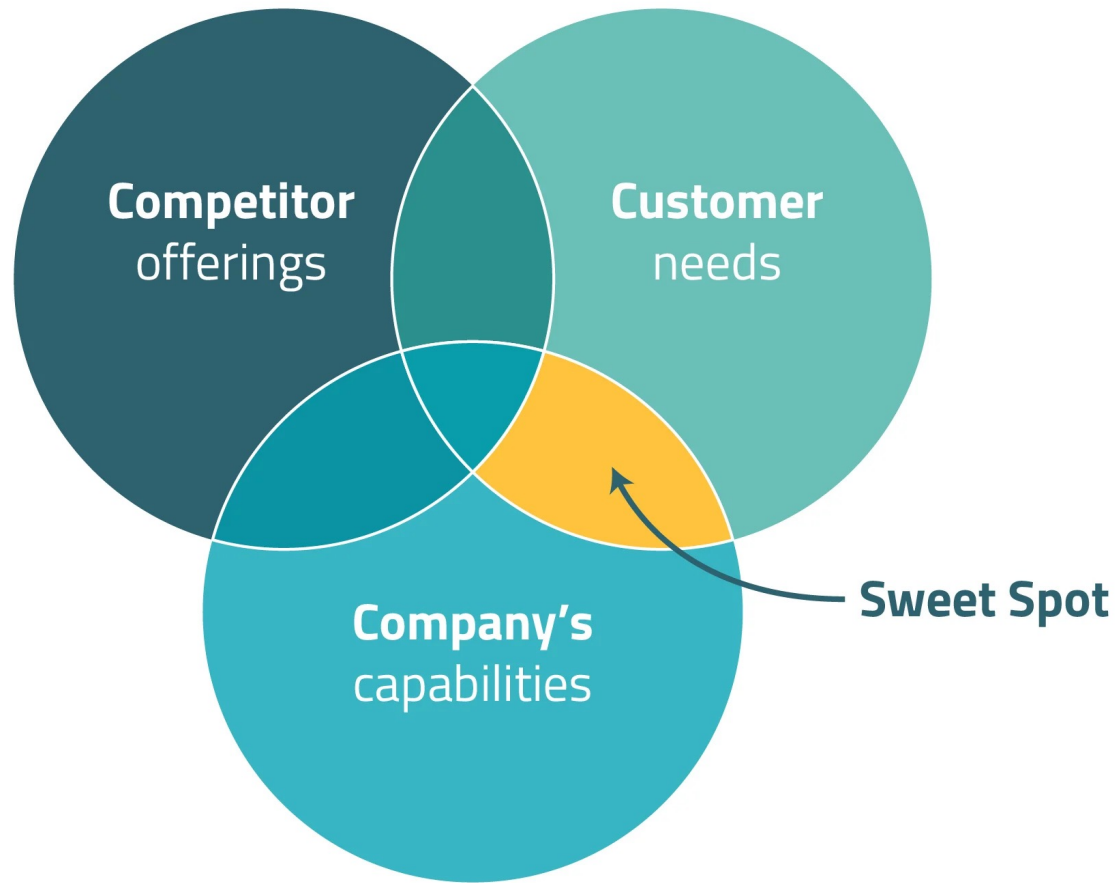 Competitor
offerings
Customer
needs
Company’s
capabilities
Sweet Spot